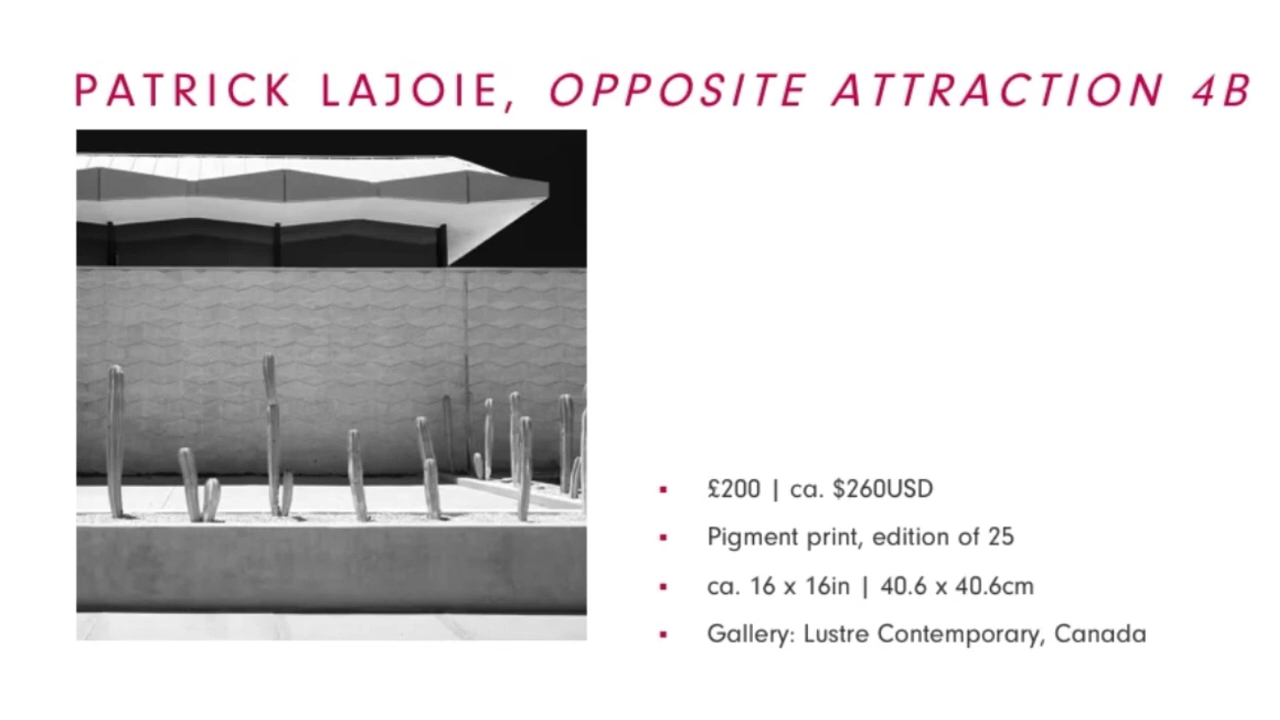 PATRICK LAJOIE, OPPOSITE ATTRACTION 4B
▪ £200 | ca. $260USD
▪ Pigment print, edition of 25
▪ ca. 16 x 16in | 40.6 x 40.6cm
▪ Gallery: Lustre Contemporary, Canada